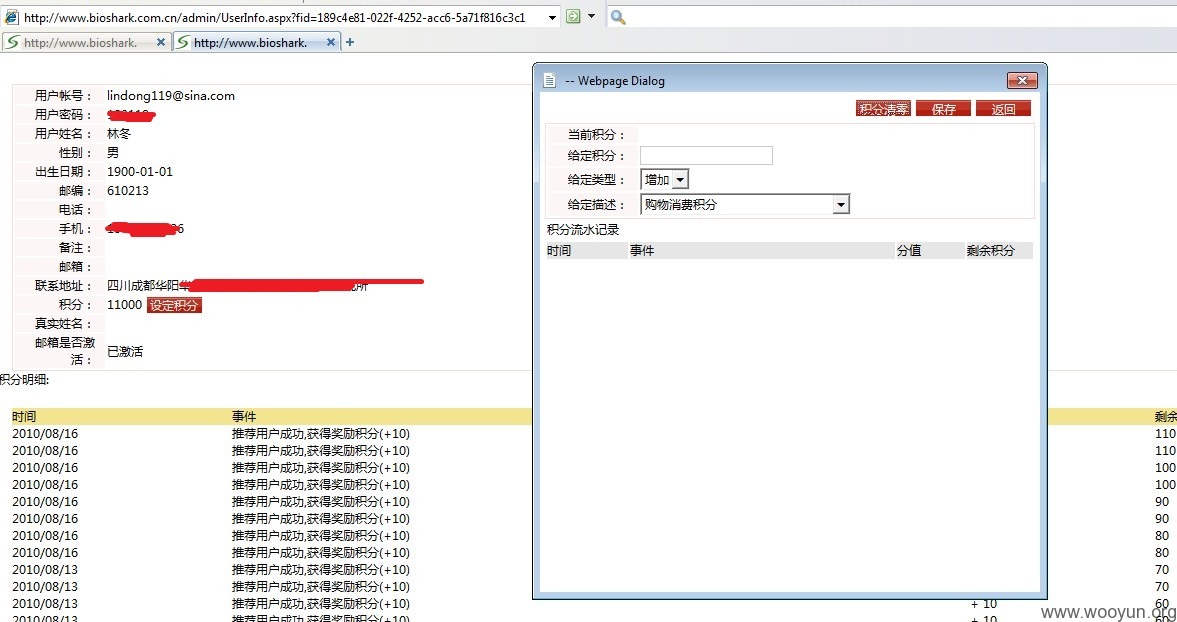 http://www.bioshark.com.cn/admin/UserInfo.aspx?fid=189c4e81-022f-4252-acc6-5a71f816c3c1
http://www.bioshark.
http://www.bioshark.
用户帐号： lindong119@sina.com
用户密码：
用户姓名： 林冬
性别： 男
出生日期： 1900-01-01
邮编： 610213
电话：
手机： 6
备注：
邮箱：
联系地址： 四川成都华阳
积分： 11000 设定积分
真实姓名：
邮箱是否激
活： 已激活
积分明细:
时间 事件 剩余
2010/08/16 推荐用户成功,获得奖励积分(+10) 110
2010/08/16 推荐用户成功,获得奖励积分(+10) 110
2010/08/16 推荐用户成功,获得奖励积分(+10) 100
2010/08/16 推荐用户成功,获得奖励积分(+10) 100
2010/08/16 推荐用户成功,获得奖励积分(+10) 90
2010/08/16 推荐用户成功,获得奖励积分(+10) 90
2010/08/16 推荐用户成功,获得奖励积分(+10) 80
2010/08/16 推荐用户成功,获得奖励积分(+10) 80
2010/08/13 推荐用户成功,获得奖励积分(+10) 70
2010/08/13 推荐用户成功,获得奖励积分(+10) 70
2010/08/13 推荐用户成功,获得奖励积分(+10) + 10 60
2010/08/13 推荐用户成功,获得奖励积分(+10) + 10 60
-- Webpage Dialog
积分清零 保存 返回
当前积分：
给定积分：
给定类型： 增加
给定描述： 购物消费积分
积分流水记录
时间 事件 分值 剩余积分
www.wooyun.org